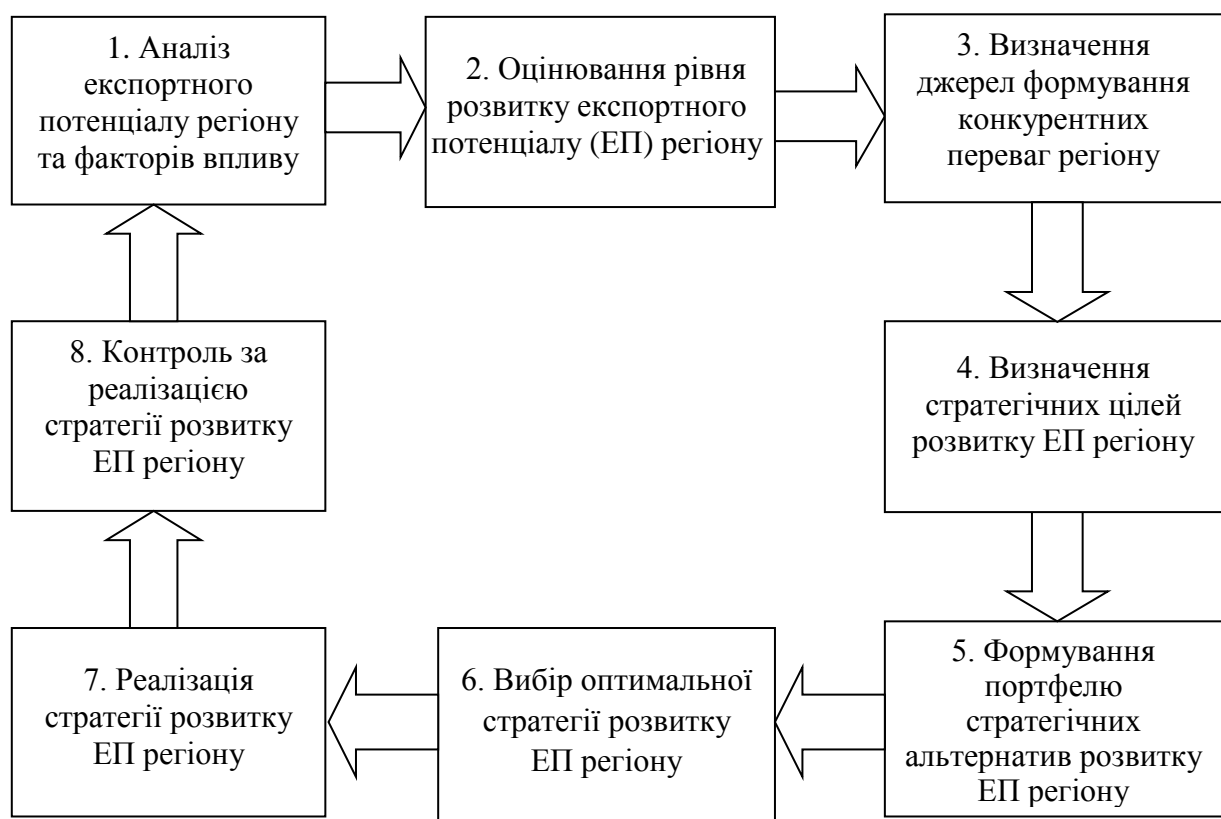 1. Аналіз
експортного
потенціалу регіону
та факторів впливу
2. Оцінювання рівня
розвитку експортного
потенціалу (ЕП) регіону
3. Визначення
джерел формування
конкурентних
переваг регіону
4. Визначення
стратегічних цілей
розвитку ЕП регіону
5. Формування
портфелю
стратегічних
альтернатив розвитку
ЕП регіону
6. Вибір оптимальної
стратегії розвитку
ЕП регіону
7. Реалізація
стратегії розвитку
ЕП регіону
8. Контроль за
реалізацією
стратегії розвитку
ЕП регіону